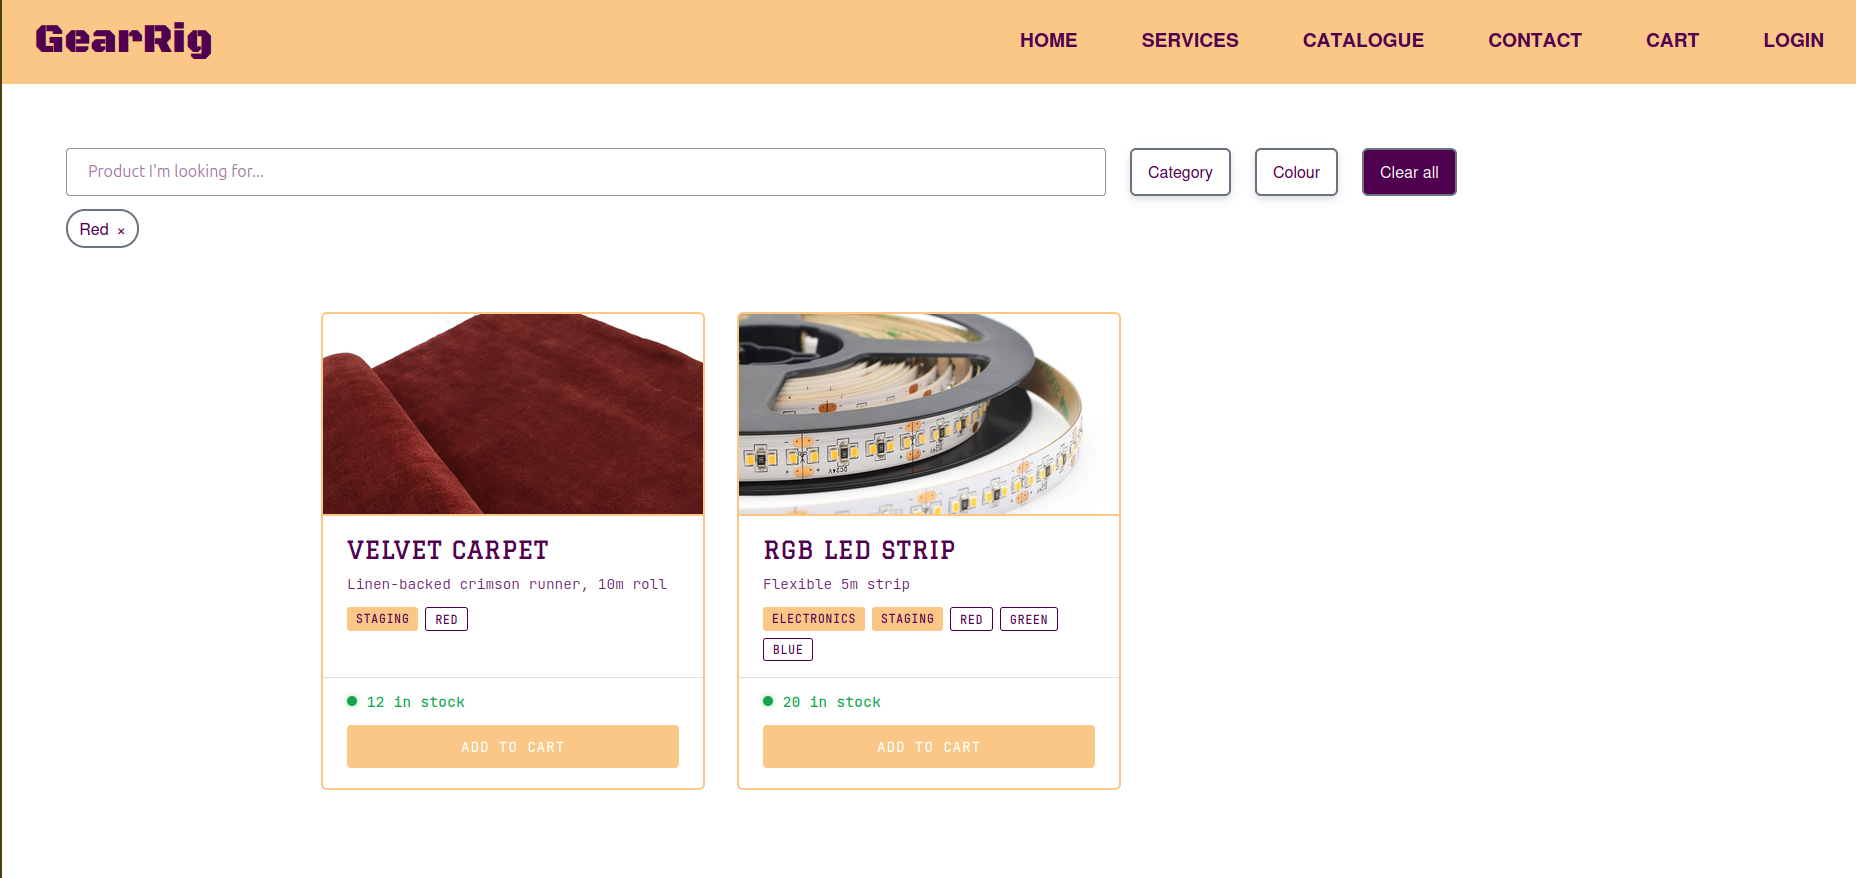 GearRig
HOME SERVICES CATALOGUE CONTACT CART LOGIN
Product I'm looking for...
Category
Colour
Clear all
Red ×
VELVET CARPET
Linen-backed crimson runner, 10m roll
STAGING RED
12 in stock
ADD TO CART
RGB LED STRIP
Flexible 5m strip
ELECTRONICS STAGING RED GREEN
BLUE
20 in stock
ADD TO CART